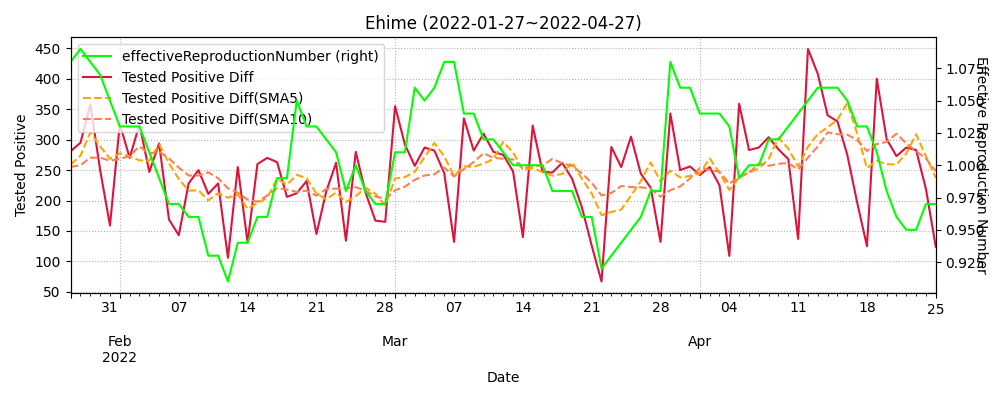 Ehime (2022-01-27~2022-04-27)
effectiveReproductionNumber (right)
Tested Positive Diff
Tested Positive Diff(SMA5)
Tested Positive Diff(SMA10)
Tested Positive
450
400
350
300
250
200
150
100
50
1.075
1.050
1.025
1.000
0.975
0.950
0.925
Effective Reproduction Number
31 07 14 21 28 07 14 21 28 04 11 18 25
Feb Mar Apr
2022
Date